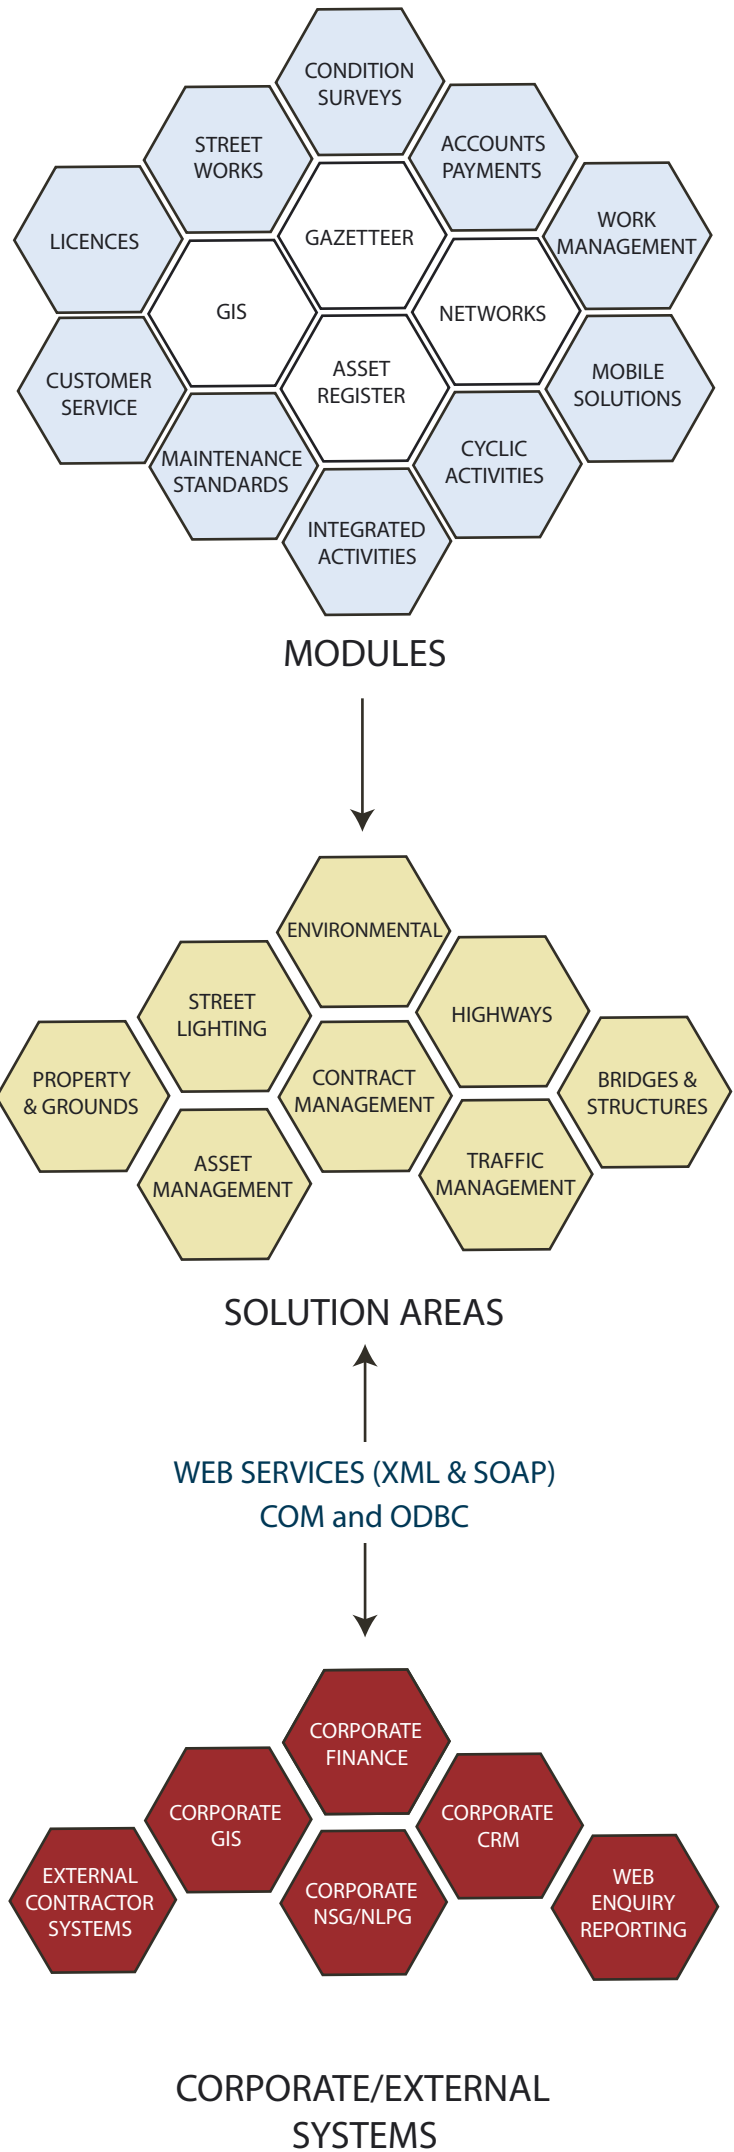 CONDITION
SURVEYS
STREET
WORKS
ACCOUNTS
PAYMENTS
LICENCES
GAZETTEER
WORK
MANAGEMENT
GIS
NETWORKS
CUSTOMER
SERVICE
ASSET
REGISTER
MOBILE
SOLUTIONS
MAINTENANCE
STANDARDS
CYCLIC
ACTIVITIES
INTEGRATED
ACTIVITIES
MODULES
ENVIRONMENTAL
STREET
LIGHTING
HIGHWAYS
PROPERTY
& GROUNDS
CONTRACT
MANAGEMENT
BRIDGES &
STRUCTURES
ASSET
MANAGEMENT
TRAFFIC
MANAGEMENT
SOLUTION AREAS
WEB SERVICES (XML & SOAP)
COM and ODBC
CORPORATE
FINANCE
CORPORATE
GIS
CORPORATE
CRM
EXTERNAL
CONTRACTOR
SYSTEMS
CORPORATE
NSG/NLPG
WEB
ENQUIRY
REPORTING
CORPORATE/EXTERNAL
SYSTEMS